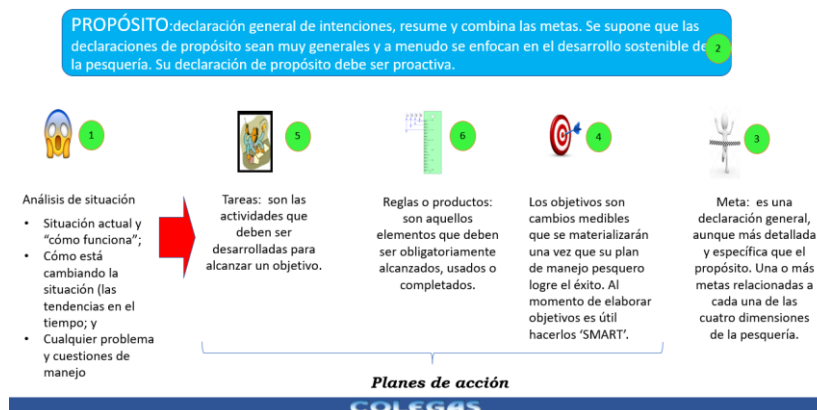 PROPÓSITO:declaración general de intenciones, resume y combina las metas. Se supone que las
declaraciones de propósito sean muy generales y a menudo se enfocan en el desarrollo sostenible de
la pesquería. Su declaración de propósito debe ser proactiva.
2
1
5
6
4
3
Análisis de situación
• Situación actual y
“cómo funciona”;
• Cómo está
cambiando la
situación (las
tendencias en el
tiempo; y
• Cualquier problema
y cuestiones de
manejo
Tareas: son las
actividades que
deben ser
desarrolladas para
alcanzar un objetivo.
Reglas o productos:
son aquellos
elementos que deben
ser obligatoriamente
alcanzados, usados o
completados.
Los objetivos son
cambios medibles
que se materializarán
una vez que su plan
de manejo pesquero
logre el éxito. Al
momento de elaborar
objetivos es útil
hacerlos ‘SMART’.
Meta: es una
declaración general,
aunque más detallada
y específica que el
propósito. Una o más
metas relacionadas a
cada una de las
cuatro dimensiones
de la pesquería.
Planes de acción
COLEGAS